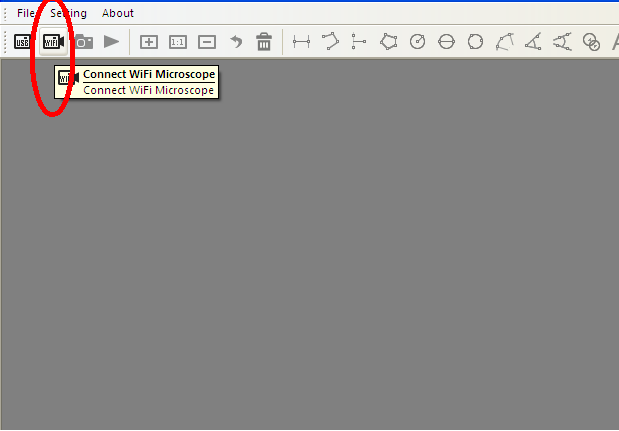 File Setting About
USB WiFi 1:1 A
WiFi Connect WiFi Microscope
Connect WiFi Microscope